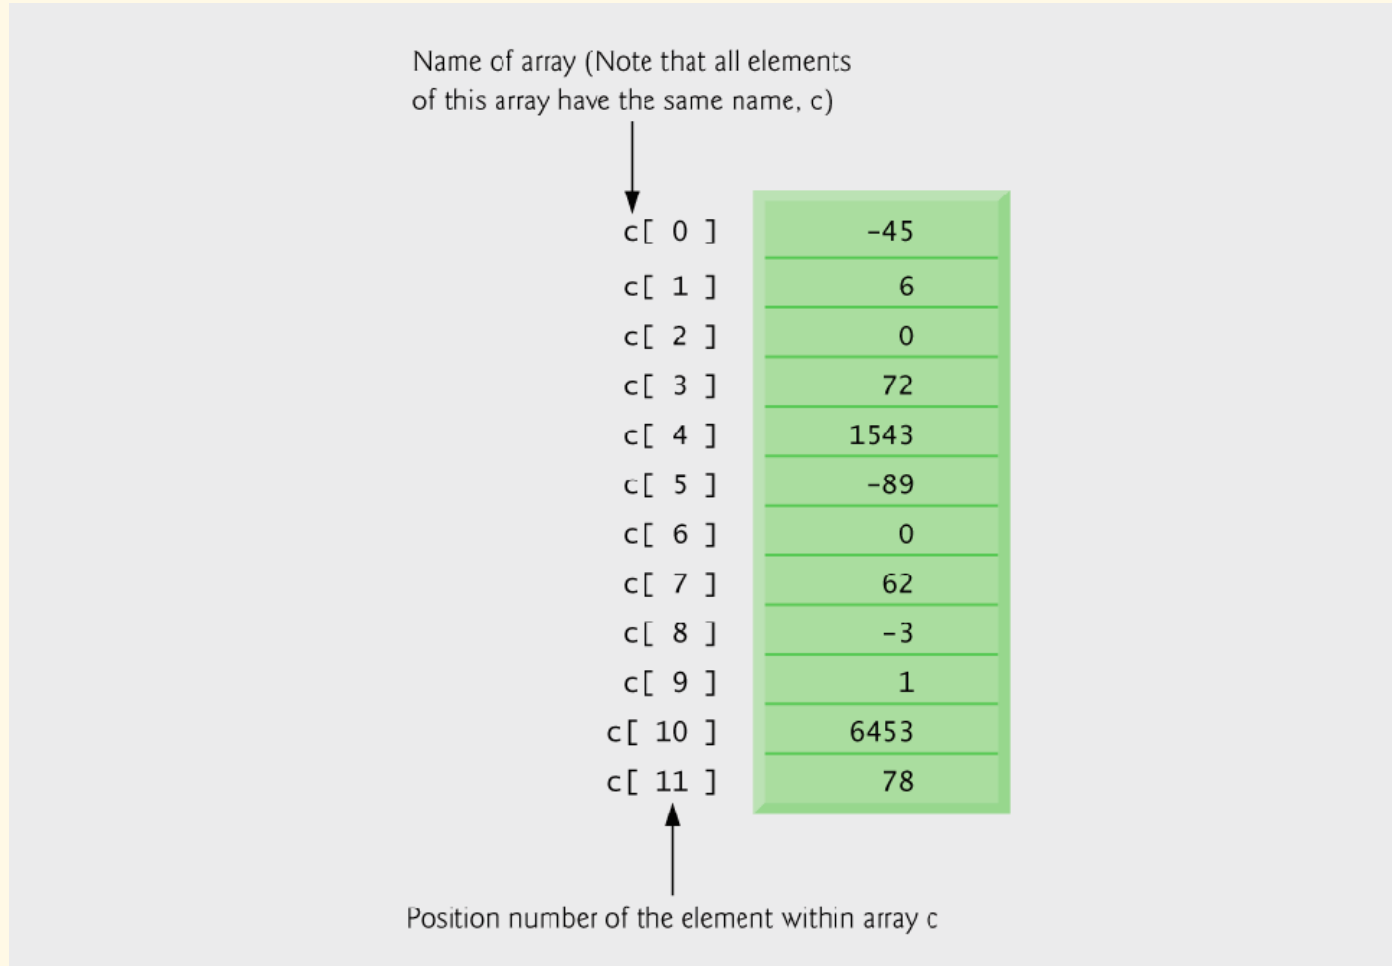 Name of array (Note that all elements
of this array have the same name, c)
c[ 0 ] -45
c[ 1 ] 6
c[ 2 ] 0
c[ 3 ] 72
c[ 4 ] 1543
c[ 5 ] -89
c[ 6 ] 0
c[ 7 ] 62
c[ 8 ] -3
c[ 9 ] 1
c[ 10 ] 6453
c[ 11 ] 78
Position number of the element within array c